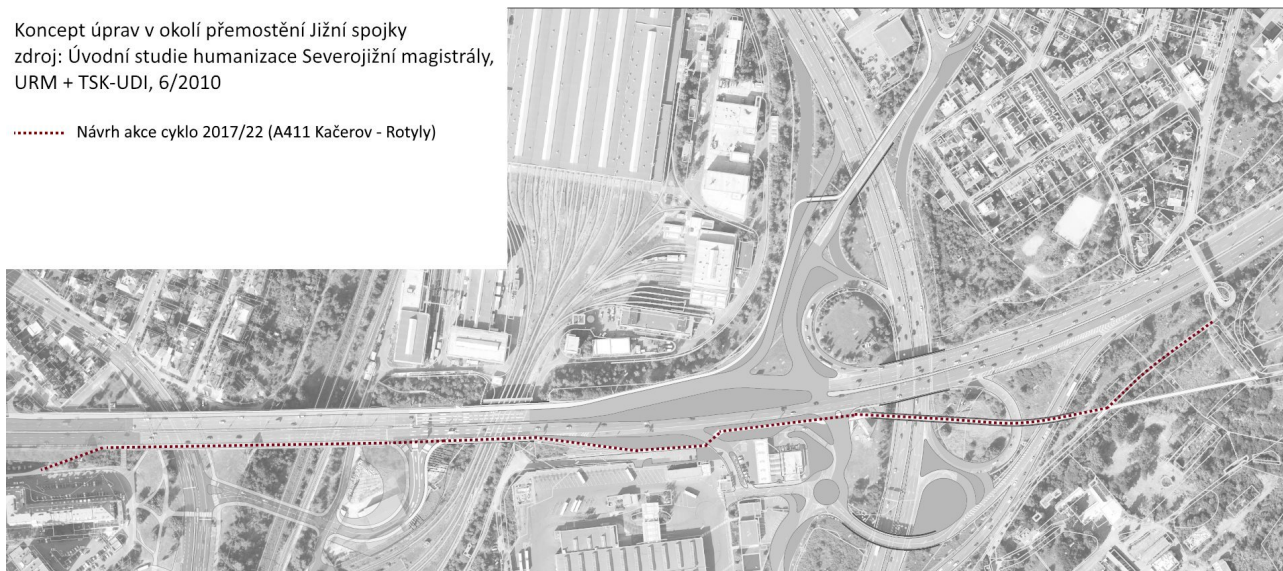 Koncept úprav v okolí přemostění Jižní spojky
zdroj: Úvodní studie humanizace Severojižní magistrály,
URM + TSK-UDI, 6/2010
Návrh akce cyklo 2017/22 (A411 Kačerov - Rotyly)